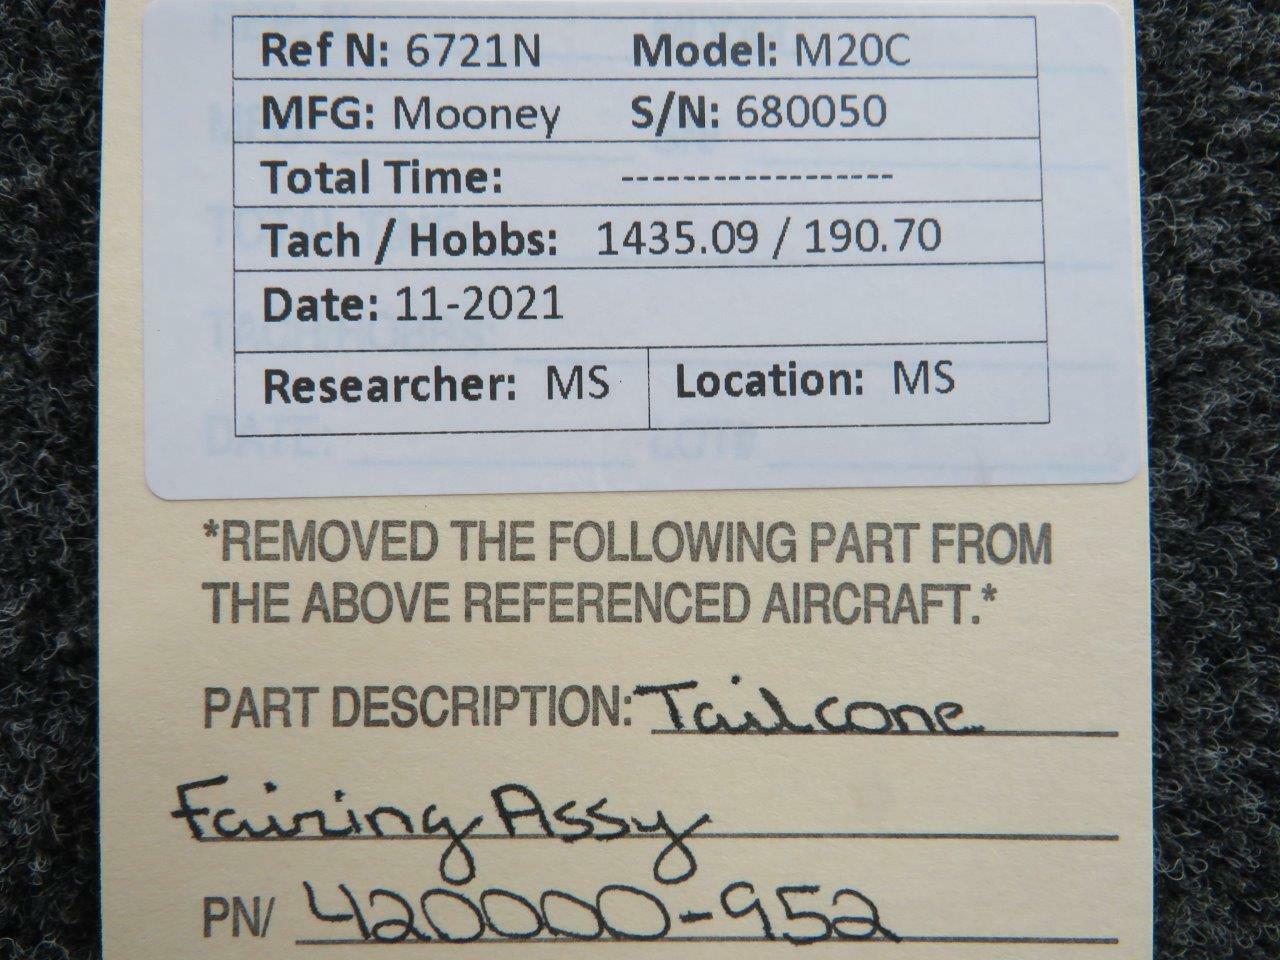 Ref N: 6721N Model: M20C
MFG: Mooney S/N: 680050
Total Time: -----------------
Tach / Hobbs: 1435.09 / 190.70
Date: 11-2021
Researcher: MS Location: MS
DATE: LOT#
*REMOVED THE FOLLOWING PART FROM
THE ABOVE REFERENCED AIRCRAFT.*
PART DESCRIPTION: Tailcone
Fairing Assy
PN/ 420000-952